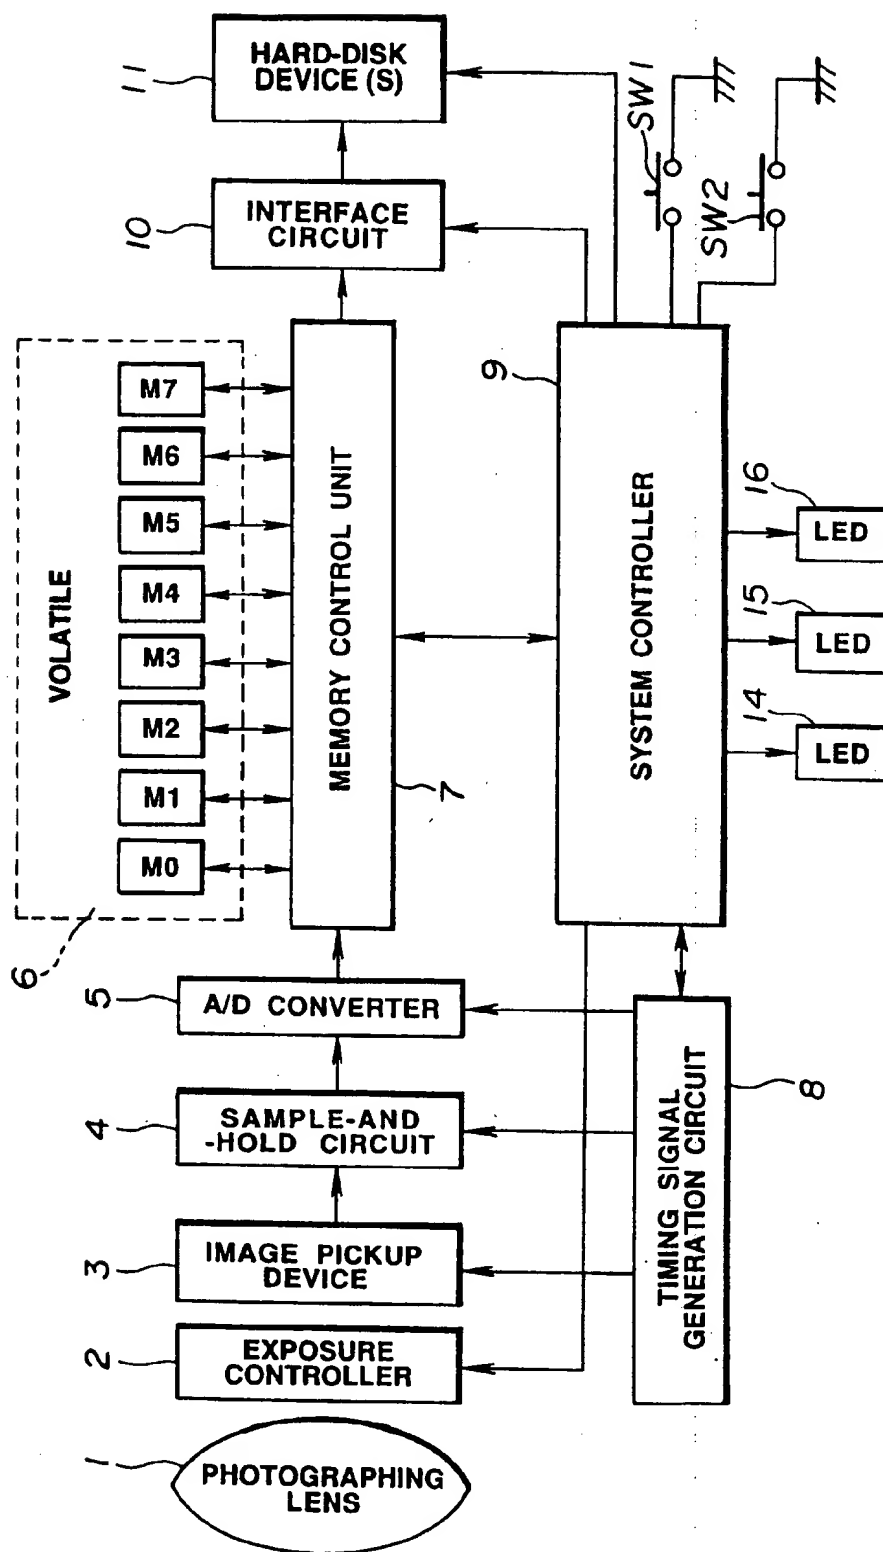 11
HARD-DISK
DEVICE (S)
10
INTERFACE
CIRCUIT
SW1
SW2
VOLATILE
M7
M6
M5
M4
M3
M2
M1
M0
6
MEMORY CONTROL UNIT
7
9
SYSTEM CONTROLLER
16
LED
15
LED
14
LED
5
A/D CONVERTER
4
SAMPLE-AND
-HOLD CIRCUIT
3
IMAGE PICKUP
DEVICE
2
EXPOSURE
CONTROLLER
1
PHOTOGRAPHING
LENS
TIMING SIGNAL
GENERATION CIRCUIT
8